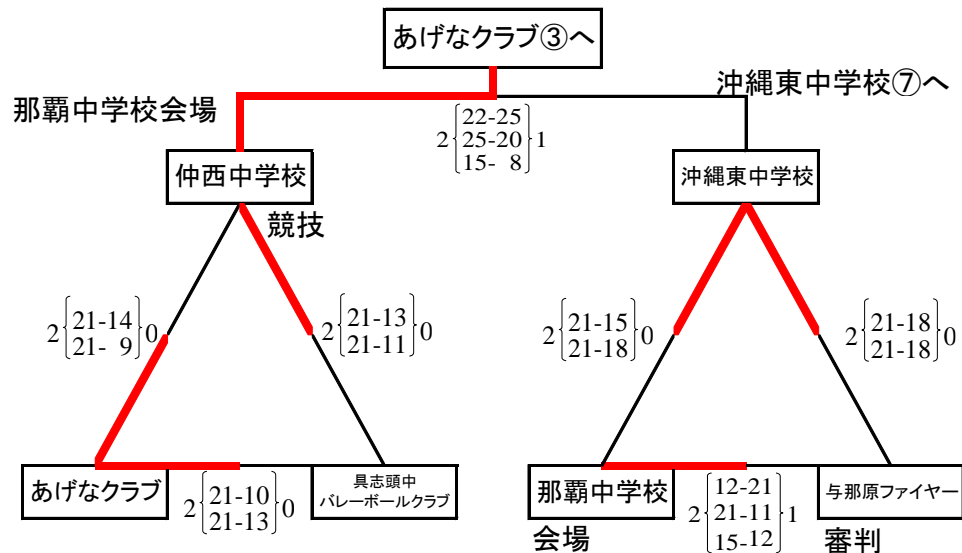 あげなクラブ③へ
那覇中学校会場
沖縄東中学校⑦へ
2 22-25 1
25-20
15- 8
仲西中学校
沖縄東中学校
競技
2 21-14 0
21- 9
2 21-13 0
21-11
2 21-15 0
21-18
2 21-18 0
21-18
あげなクラブ
2 21-10 0
21-13
具志頭中
バレーボールクラブ
那覇中学校
2 12-21 1
21-11
15-12
与那原ファイヤー
会場
審判